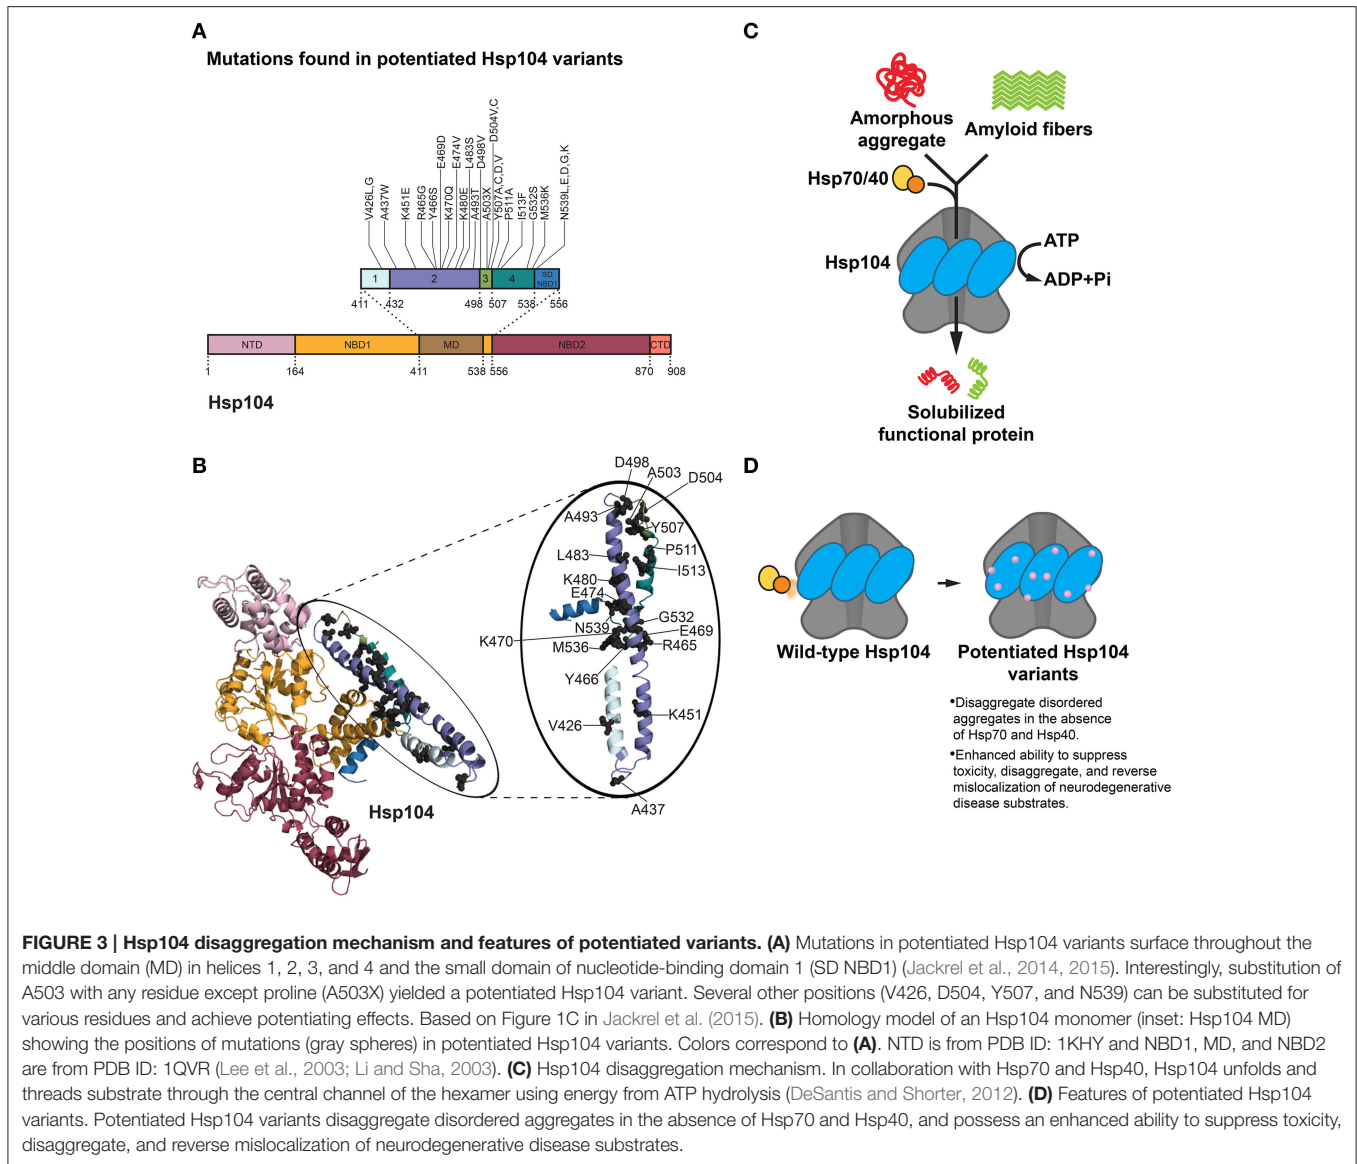 A
Mutations found in potentiated Hsp104 variants
V426L,G
A437W
K451E
R465G
Y466S
E469D
K470Q
E474V
K480E
L483S
A493T
D498V
A503X
D504V,C
Y507A,C,D,V
P511A
I513F
G532S
M536K
N539L,E,D,G,K
1
2
3
4
SD
NBD1
411
432
498
507
538
556
NTD
NBD1
MD
NBD2
CTD
1
164
411
538
556
870
908
Hsp104
B
Hsp104
D498
A503
D504
A493
Y507
P511
L483
I513
K480
E474
G532
N539
E469
K470
R465
M536
Y466
V426
K451
A437
C
Amorphous
aggregate
Amyloid fibers
Hsp70/40
Hsp104
ATP
ADP+Pi
Solubilized
functional protein
D
Wild-type Hsp104
Potentiated Hsp104
variants
•Disaggregate disordered
aggregates in the absence
of Hsp70 and Hsp40.
•Enhanced ability to suppress
toxicity, disaggregate, and reverse
mislocalization of neurodegenerative
disease substrates.
FIGURE 3 | Hsp104 disaggregation mechanism and features of potentiated variants. (A) Mutations in potentiated Hsp104 variants surface throughout the
middle domain (MD) in helices 1, 2, 3, and 4 and the small domain of nucleotide-binding domain 1 (SD NBD1) (Jackrel et al., 2014, 2015). Interestingly, substitution of
A503 with any residue except proline (A503X) yielded a potentiated Hsp104 variant. Several other positions (V426, D504, Y507, and N539) can be substituted for
various residues and achieve potentiating effects. Based on Figure 1C in Jackrel et al. (2015). (B) Homology model of an Hsp104 monomer (inset: Hsp104 MD)
showing the positions of mutations (gray spheres) in potentiated Hsp104 variants. Colors correspond to (A). NTD is from PDB ID: 1KHY and NBD1, MD, and NBD2
are from PDB ID: 1QVR (Lee et al., 2003; Li and Sha, 2003). (C) Hsp104 disaggregation mechanism. In collaboration with Hsp70 and Hsp40, Hsp104 unfolds and
threads substrate through the central channel of the hexamer using energy from ATP hydrolysis (DeSantis and Shorter, 2012). (D) Features of potentiated Hsp104
variants. Potentiated Hsp104 variants disaggregate disordered aggregates in the absence of Hsp70 and Hsp40, and possess an enhanced ability to suppress toxicity,
disaggregate, and reverse mislocalization of neurodegenerative disease substrates.